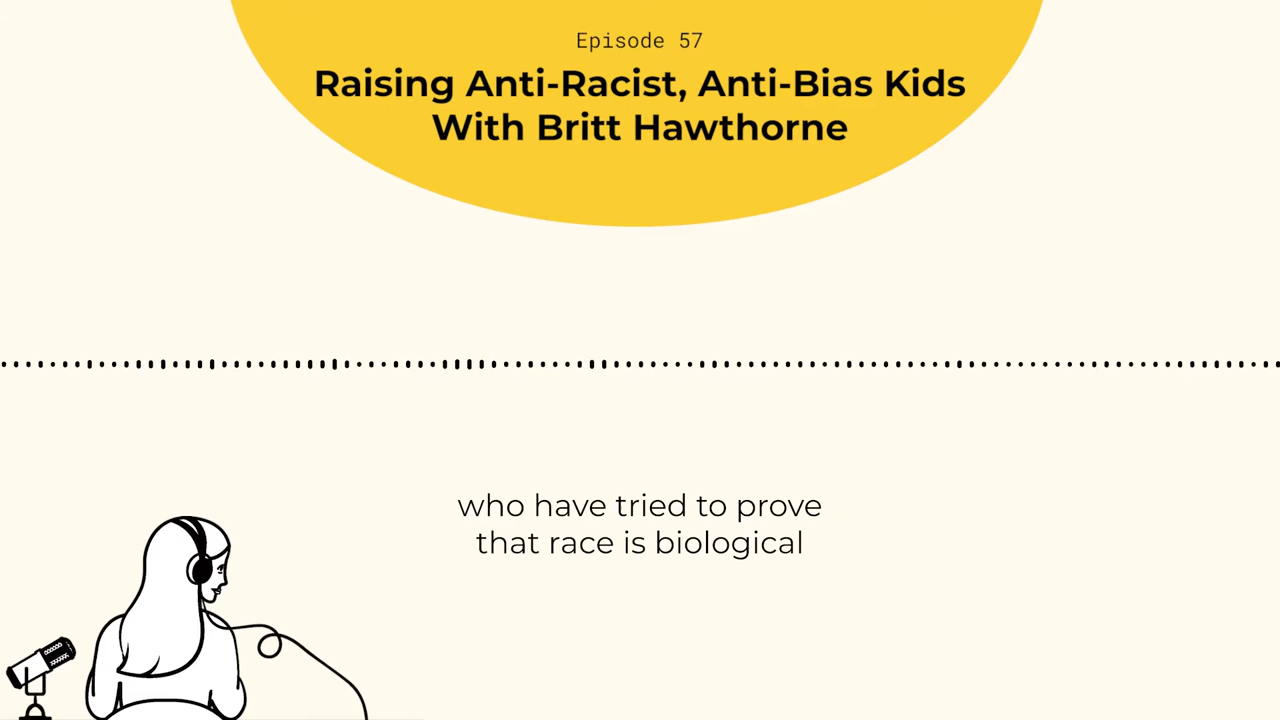 Episode 57
Raising Anti-Racist, Anti-Bias Kids
With Britt Hawthorne
who have tried to prove
that race is biological